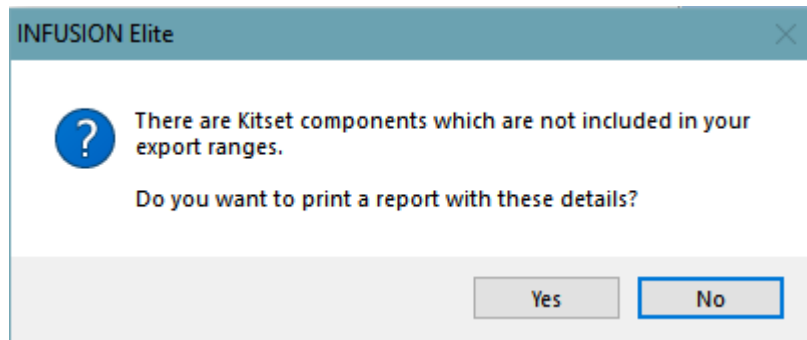 INFUSION Elite
There are Kitset components which are not included in your
export ranges.
Do you want to print a report with these details?
Yes
No